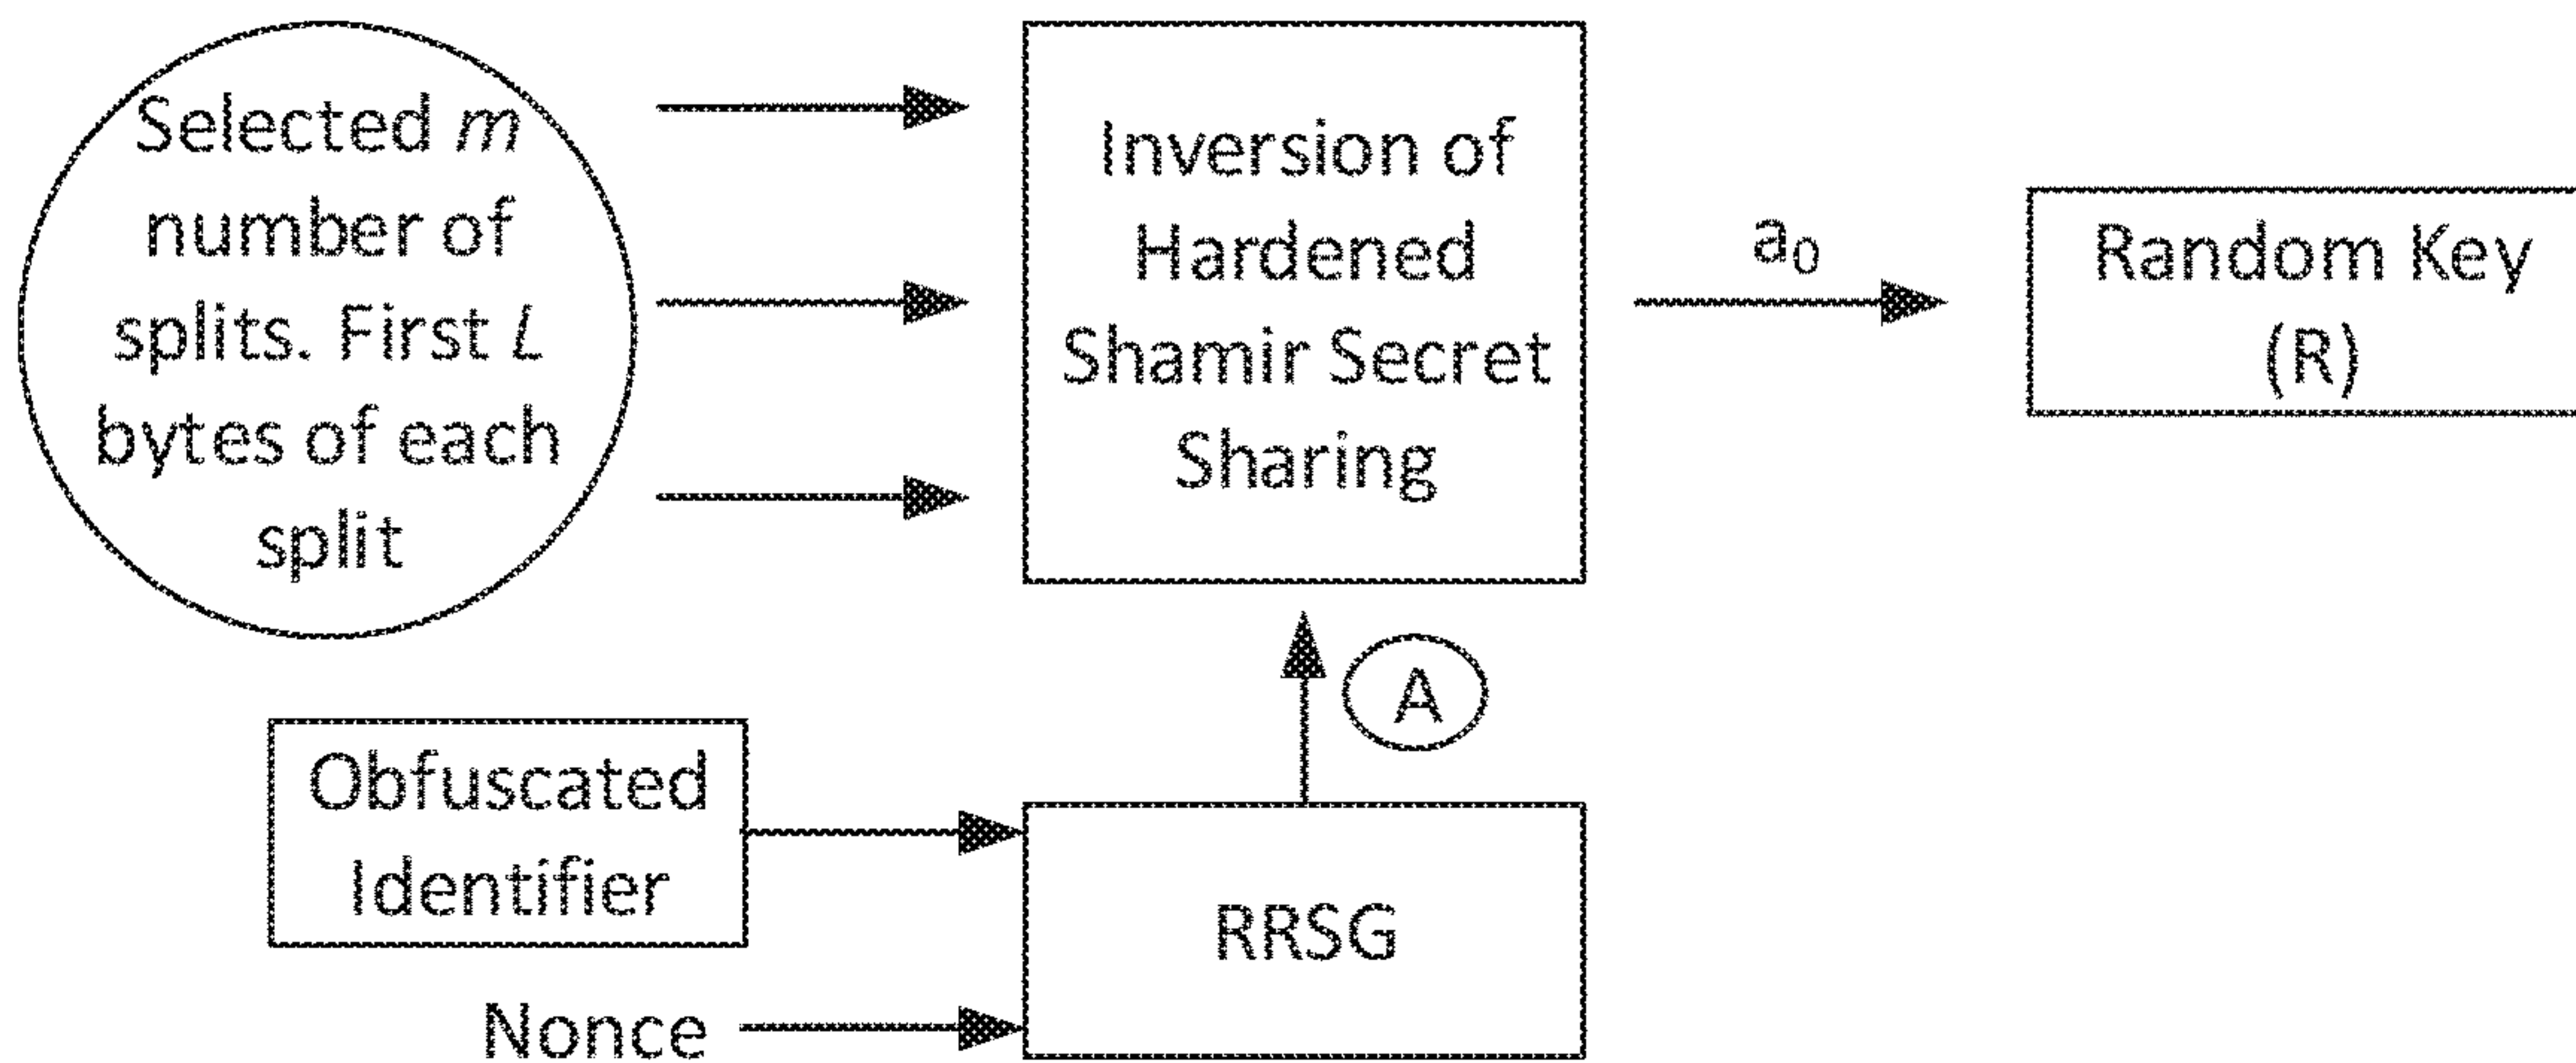 Selected m
number of
splits. First L
bytes of each
split
Inversion of
Hardened
Shamir Secret
Sharing
a₀
Random Key
(R)
A
Obfuscated
Identifier
RRSG
Nonce